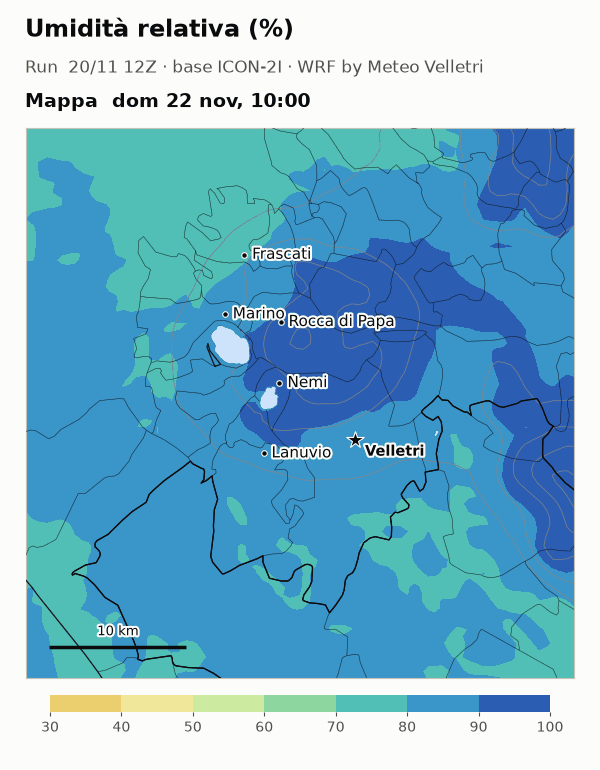 Umidità relativa (%)
Run  20/11 12Z · base ICON-2I · WRF by Meteo Velletri
Mappa  dom 22 nov, 10:00
Frascati
Marino
Rocca di Papa
Nemi
Velletri
Lanuvio
10 km
30 40 50 60 70 80 90 100